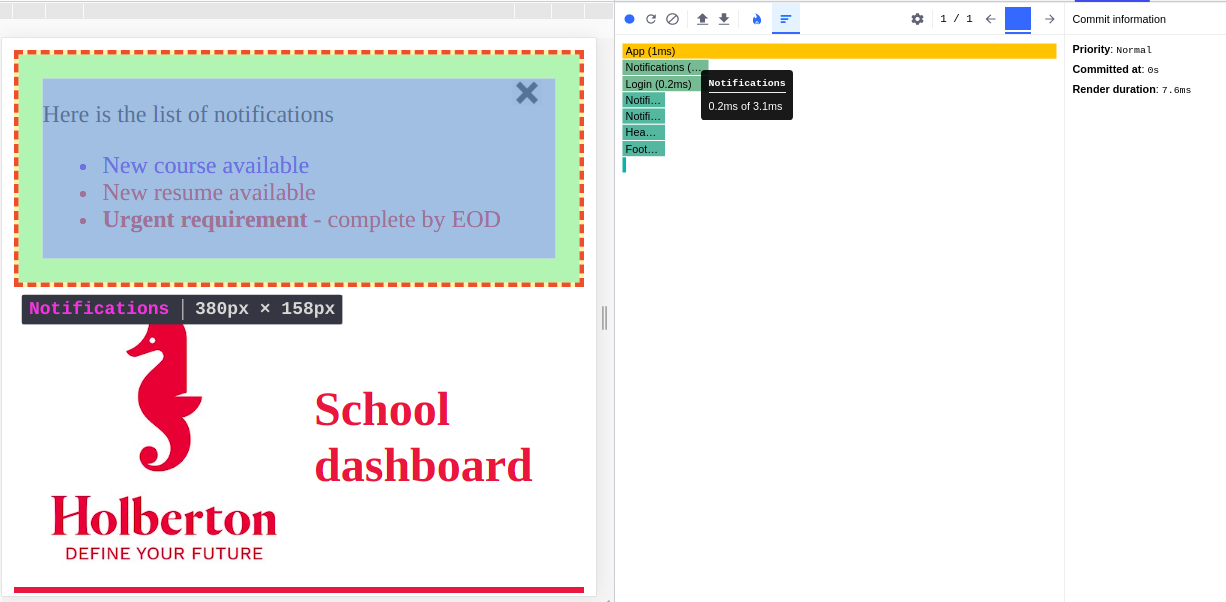 Here is the list of notifications
New course available
New resume available
Urgent requirement - complete by EOD
Notifications | 380px × 158px
School
dashboard
Holberton
DEFINE YOUR FUTURE
1 / 1
App (1ms)
Notifications (...
Login (0.2ms)
Notifi...
Notifi...
Hea...
Foot...
Notifications
0.2ms of 3.1ms
Commit information
Priority: Normal
Committed at: 0s
Render duration: 7.6ms